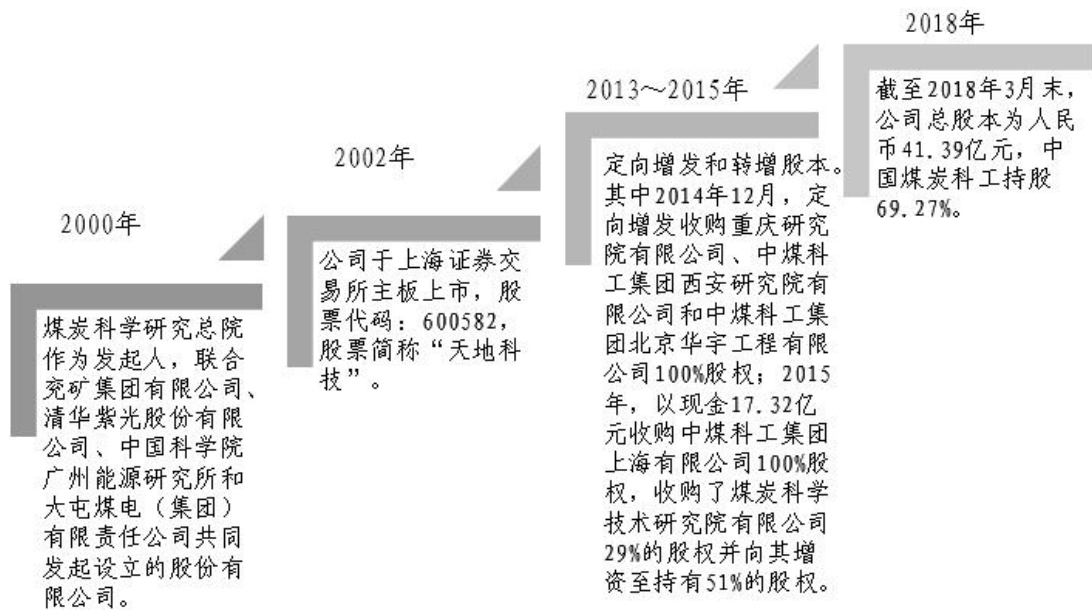 2000年
煤炭科学研究总院
作为发起人，联合
兖矿集团有限公司、
清华紫光股份有限
公司、中国科学院
广州能源研究所和
大屯煤电（集团）
有限责任公司共同
发起设立的股份有
限公司。
2002年
公司于上海证券交
易所主板上市，股
票代码：600582，
股票简称“天地科
技”。
2013～2015年
定向增发和转增股本。
其中2014年12月，定
向增发收购重庆研究
院有限公司、中煤科
工集团西安研究院有
限公司和中煤科工集
团北京华宇工程有限
公司100%股权；2015
年，以现金17.32亿
元收购中煤科工集团
上海有限公司100%股
权，收购了煤炭科学
技术研究院有限公司
29%的股权并向其增
资至持有51%的股权。
2018年
截至2018年3月末，
公司总股本为人民
币41.39亿元，中
国煤炭科工持股
69.27%。